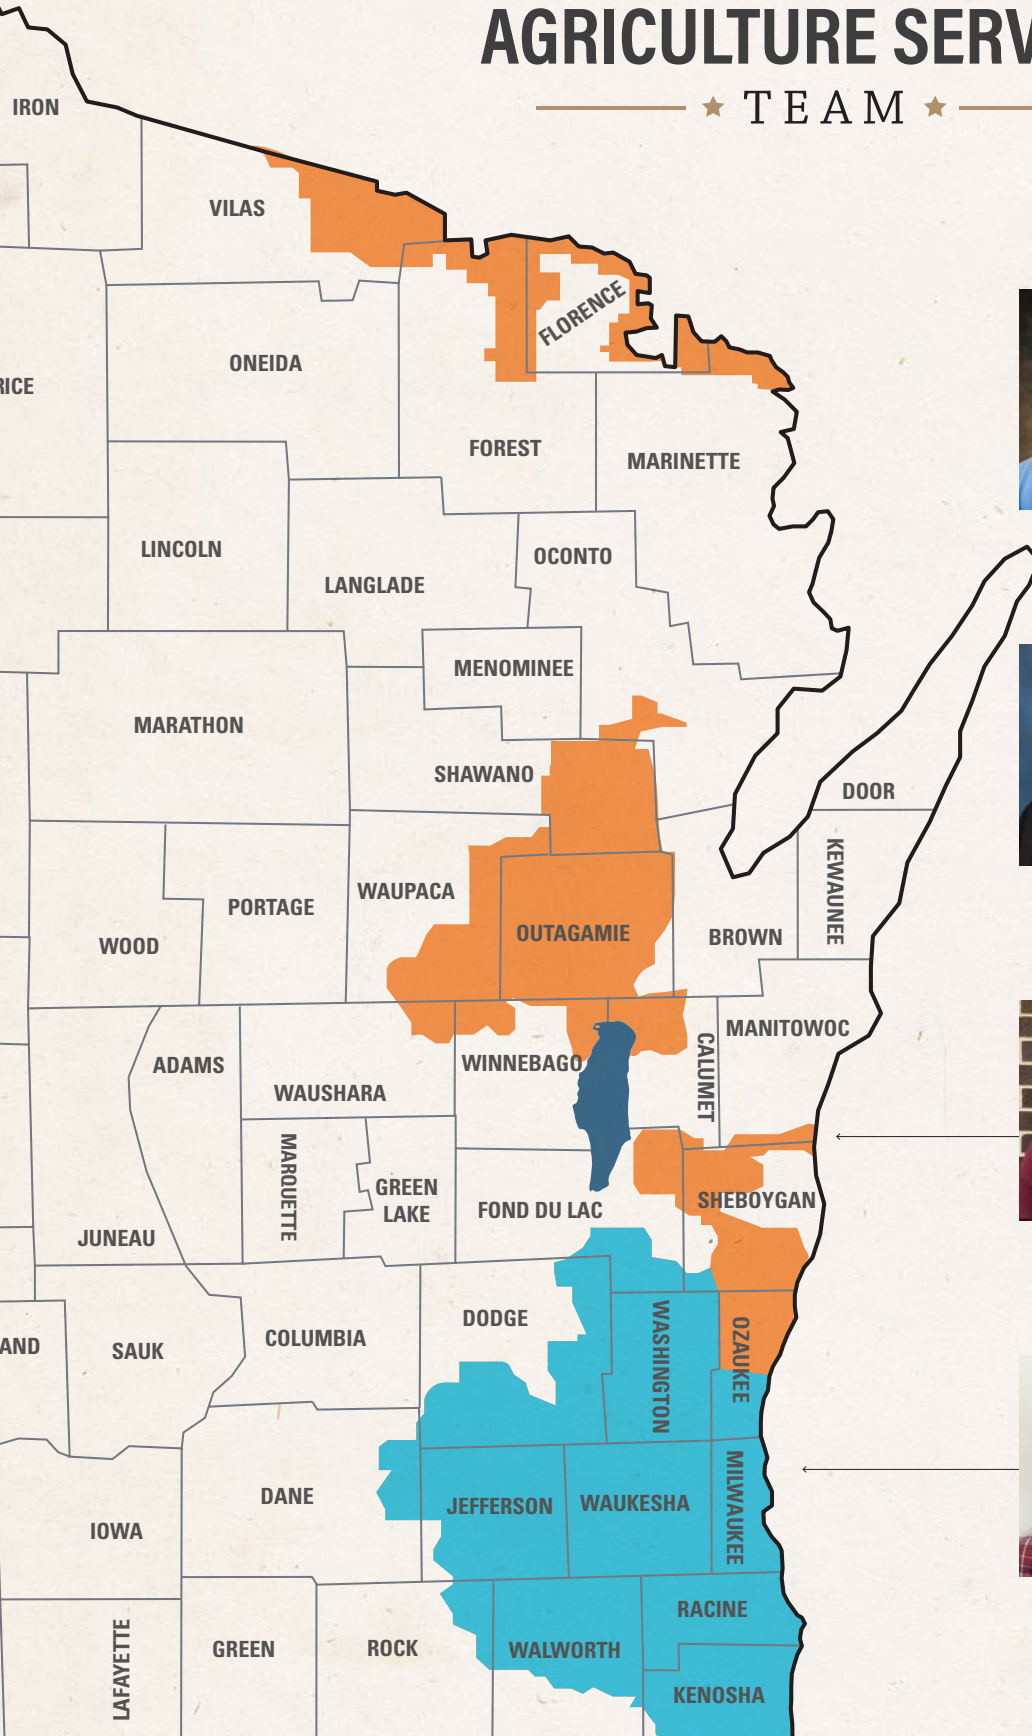 AGRICULTURE SERV
TEAM
IRON
VILAS
FLORENCE
ONEIDA
RICE
FOREST
MARINETTE
LINCOLN
OCONTO
LANGLADE
MENOMINEE
MARATHON
SHAWANO
DOOR
KEWAUNEE
WAUPACA
PORTAGE
OUTAGAMIE
BROWN
WOOD
MANITOWOC
CALUMET
WINNEBAGO
ADAMS
WAUSHARA
MARQUETTE
GREEN
LAKE
SHEBOYGAN
FOND DU LAC
JUNEAU
DODGE
COLUMBIA
WASHINGTON
OZAUKEE
AND
SAUK
DANE
JEFFERSON
WAUKESHA
MILWAUKEE
IOWA
RACINE
LAFAYETTE
GREEN
ROCK
WALWORTH
KENOSHA